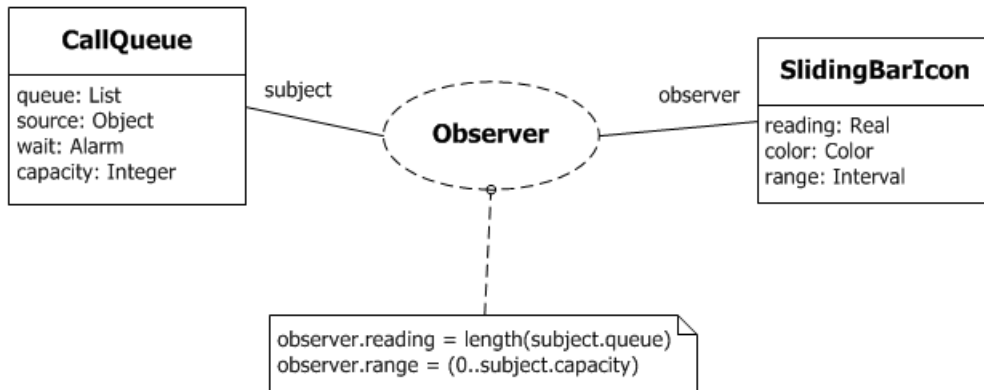 CallQueue
queue: List
source: Object
wait: Alarm
capacity: Integer
subject
Observer
observer
SlidingBarIcon
reading: Real
color: Color
range: Interval
observer.reading = length(subject.queue)
observer.range = (0..subject.capacity)